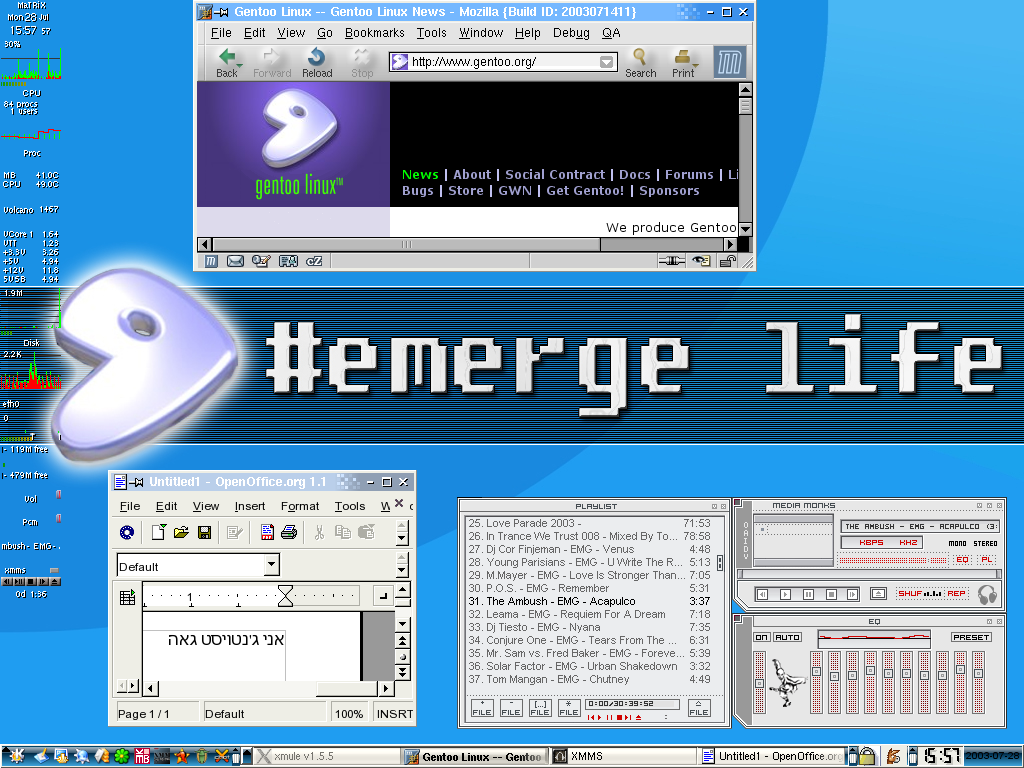 MaTRiX
Mon 28 Jul
15:57 57
30%
CPU
84 procs
1 users
Proc
MB +41.0C
CPU +49.0C
Volcano 1467
VCore 1 1.64
VTT 1.23
+3.3V 3.26
+5V 4.94
+12V 11.8
5VSB 4.94
1.9M
Disk
2.2K
eth0
0
119M free
479M free
Vol
Pcm
mbush - EMG-
xmms
0d 1:36
Gentoo Linux -- Gentoo Linux News - Mozilla {Build ID: 2003071411}
File Edit View Go Bookmarks Tools Window Help Debug QA
Back Forward Reload Stop http://www.gentoo.org/ Search Print
gentoo linux™
News | About | Social Contract | Docs | Forums | Li
Bugs | Store | GWN | Get Gentoo! | Sponsors
We produce Gentoo
#emerge life
Untitled1 - OpenOffice.org 1.1
File Edit View Insert Format Tools W
Default
1
אני ג'נטויסט גאה
Page 1 / 1 Default 100% INSRT
PLAYLIST
25. Love Parade 2003 - 71:53
26. In Trance We Trust 008 - Mixed By To... 78:58
27. Dj Cor Finjeman - EMG - Venus 4:48
28. Young Parisians - EMG - U Write The R... 5:13
29. M.Mayer - EMG - Love Is Stronger Than... 7:05
30. P.O.S. - EMG - Remember 5:31
31. The Ambush - EMG - Acapulco 3:37
32. Leama - EMG - Requiem For A Dream 7:18
33. Dj Tiesto - EMG - Nyana 7:35
34. Conjure One - EMG - Tears From The ... 6:31
35. Mr. Sam vs. Fred Baker - EMG - Foreve... 5:39
36. Solar Factor - EMG - Urban Shakedown 3:32
37. Tom Mangan - EMG - Chutney 4:49
+ FILE - FILE [...] FILE * FILE 0:00/30:39:52 FILE
MEDIA MONKS
OAIDV
THE AMBUSH - EMG - ACAPULCO (3:
KBPS KHZ MONO STEREO
EQ PL
SHUF REP
EQ
ON AUTO PRESET
xmule v1.5.5
Gentoo Linux -- Gentoo
XMMS
Untitled1 - OpenOffice.org
15:57
2003-07-28